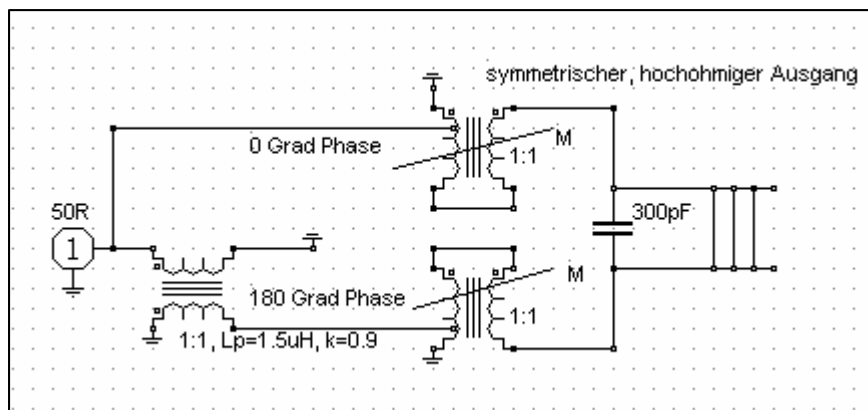 symmetrischer, hochohmiger Ausgang
0 Grad Phase
M
1:1
50R
1
300pF
180 Grad Phase
M
1:1
1:1, Lp=1.5uH, k=0.9